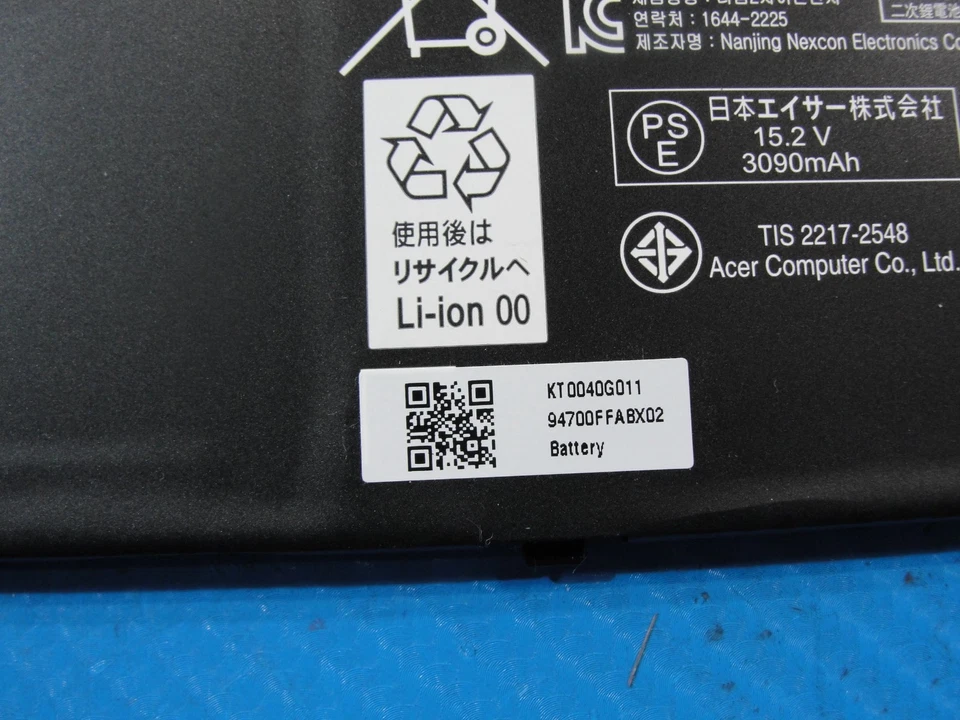 연락처 : 1644-2225
제조자명 : Nanjing Nexcon Electronics
二次鋰電池
使用後は
リサイクルへ
Li-ion 00
PS
E
日本エイサー株式会社
15.2 V
3090mAh
TIS 2217-2548
Acer Computer Co., Ltd.
KT0040G011
94700FFABX02
Battery